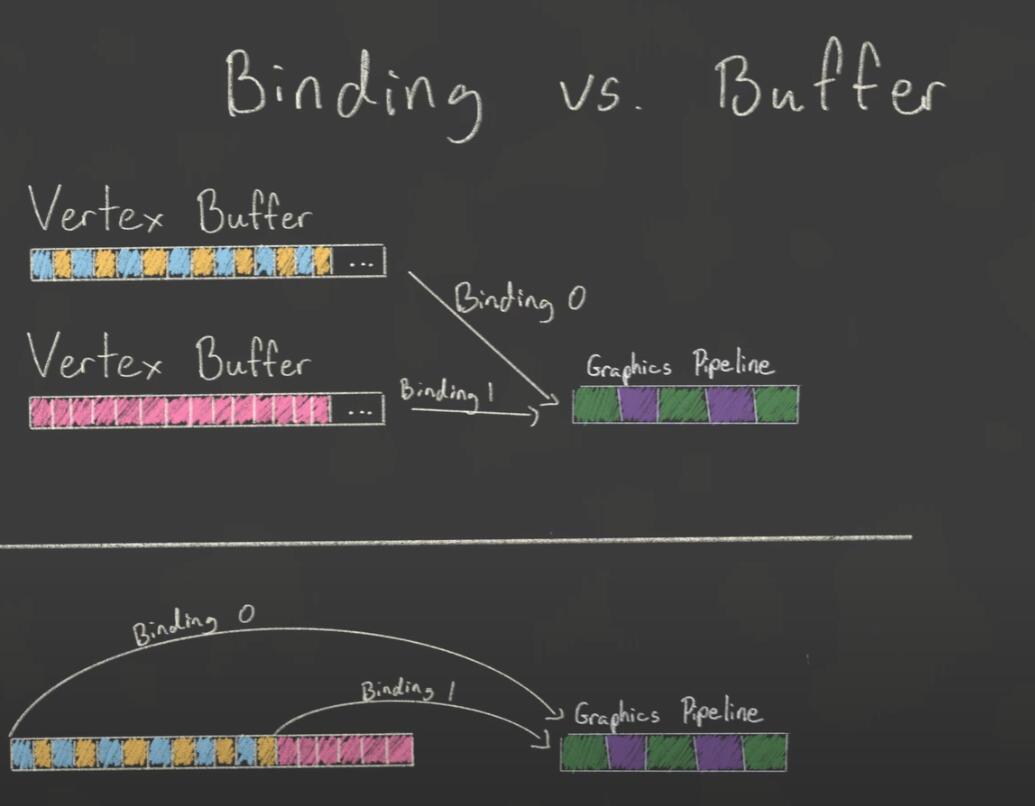 Binding vs. Buffer
Vertex Buffer
...
Binding 0
Vertex Buffer
...
Binding 1
Graphics Pipeline
Binding 0
Binding 1
Graphics Pipeline